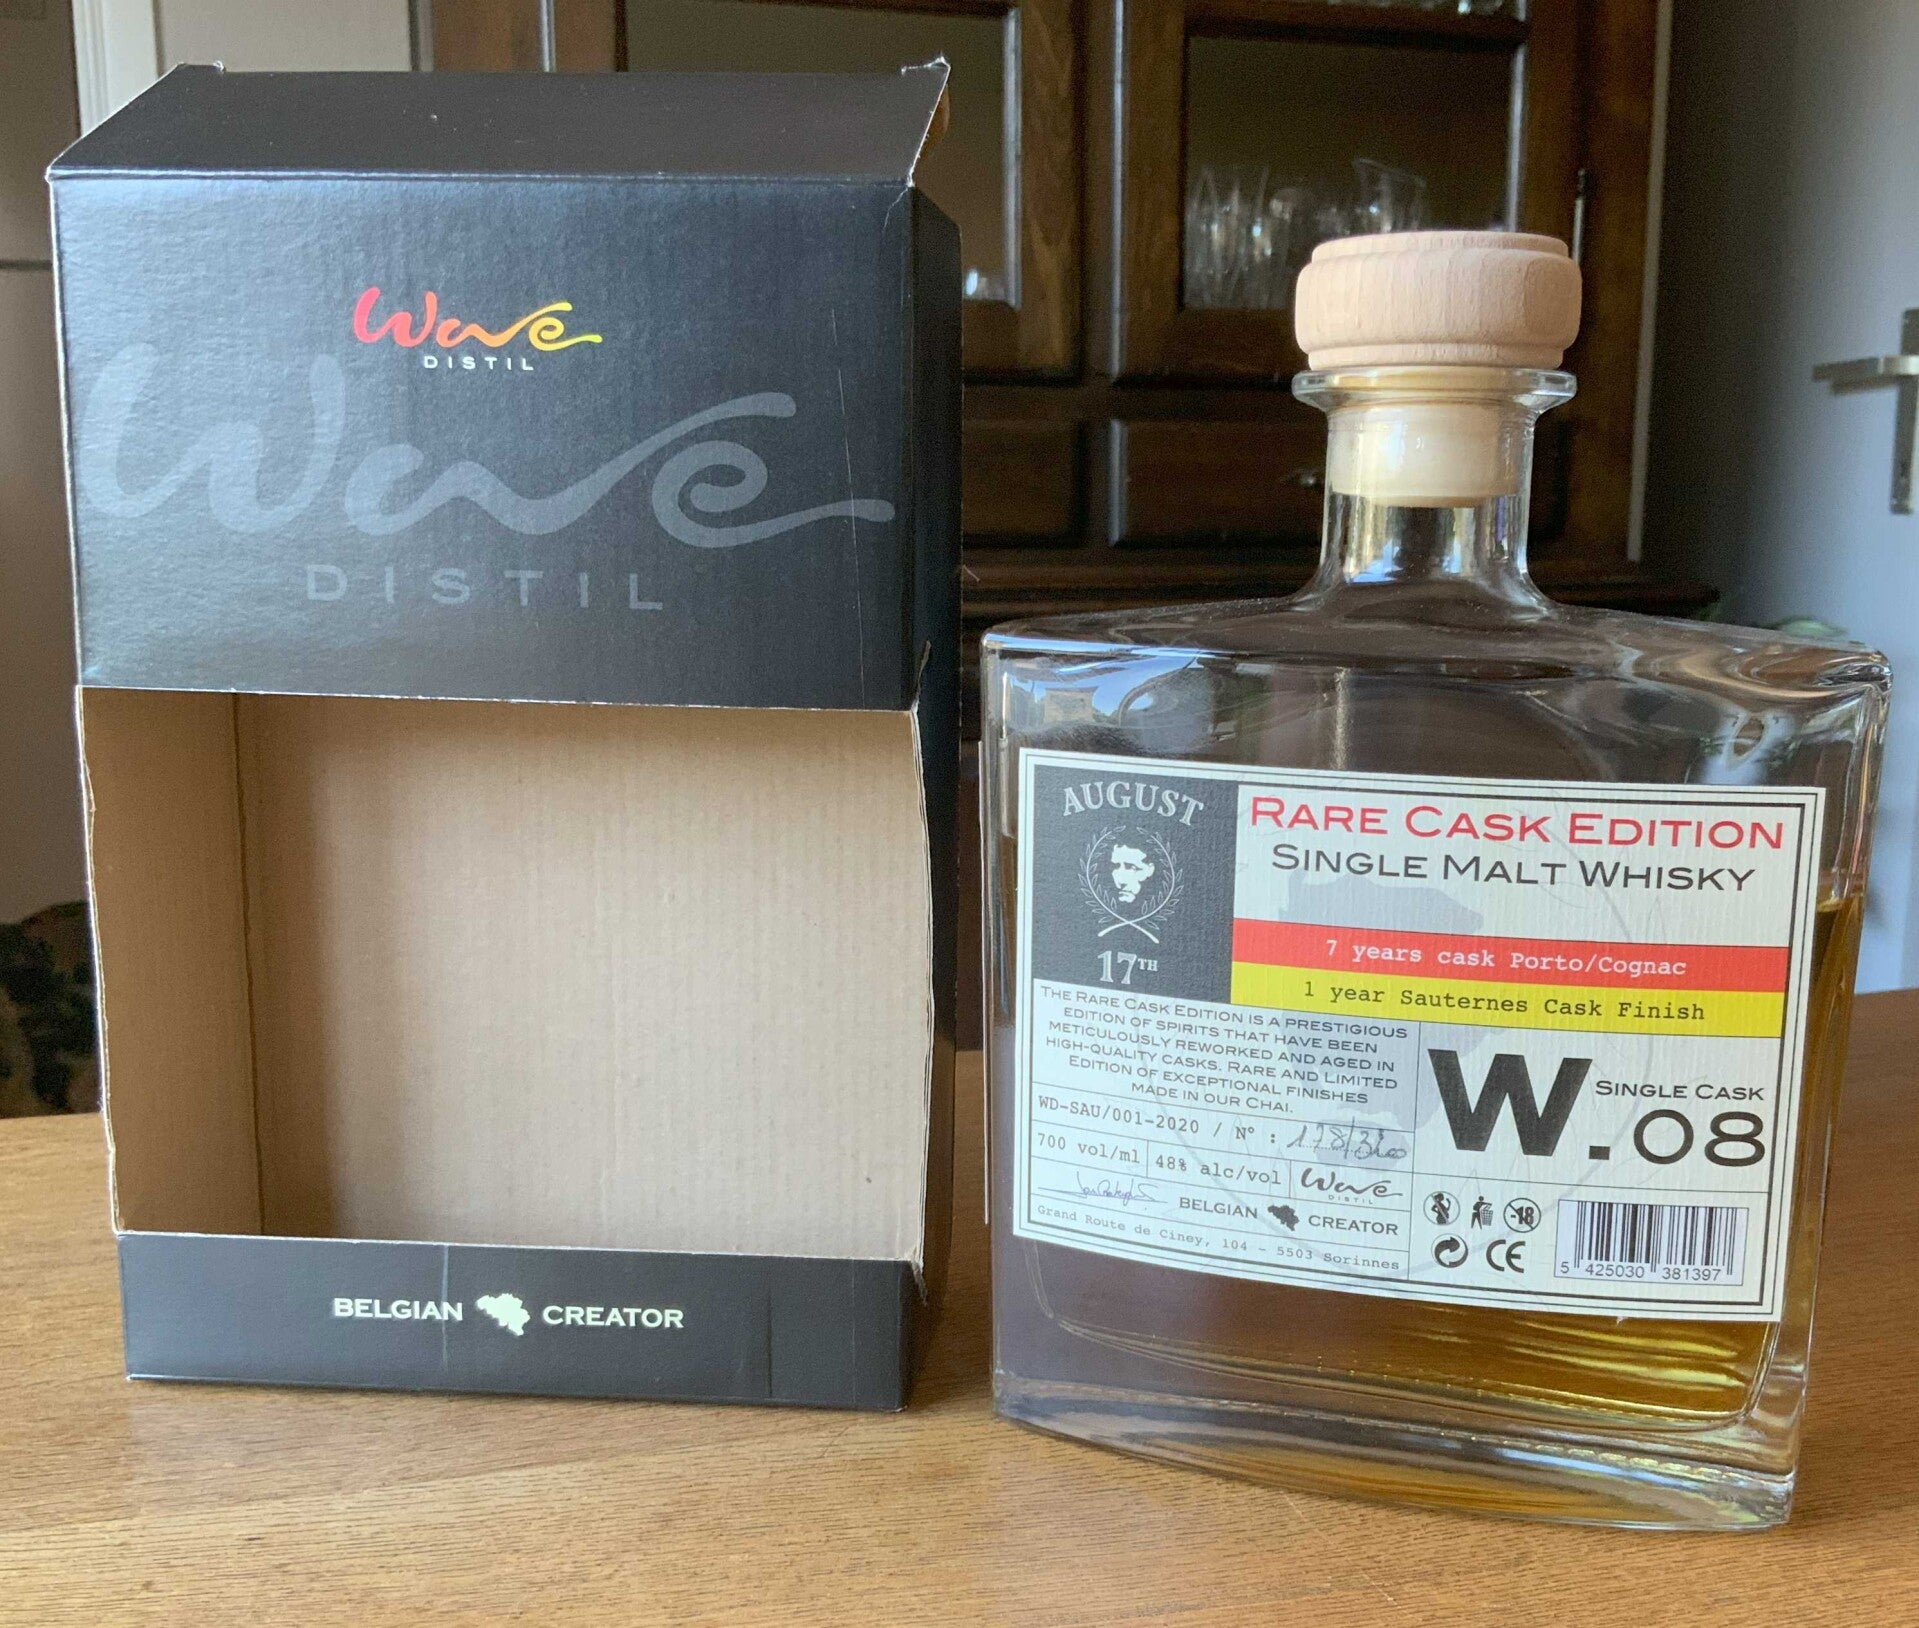 Wave
DISTIL
Wave
DISTIL
BELGIAN CREATOR
AUGUST
17TH
RARE CASK EDITION
SINGLE MALT WHISKY
7 years cask Porto/Cognac
1 year Sauternes Cask Finish
THE RARE CASK EDITION IS A PRESTIGIOUS
EDITION OF SPIRITS THAT HAVE BEEN
METICULOUSLY REWORKED AND AGED IN
HIGH-QUALITY CASKS. RARE AND LIMITED
EDITION OF EXCEPTIONAL FINISHES
MADE IN OUR CHAI.
WD-SAU/001-2020 / N° :
700 vol/ml
48% alc/vol
Wave
DISTIL
BELGIAN CREATOR
Grand Route de Ciney, 104 - 5503 Sorinnes
SINGLE CASK
W.08
-18
CE
5 425030 381397